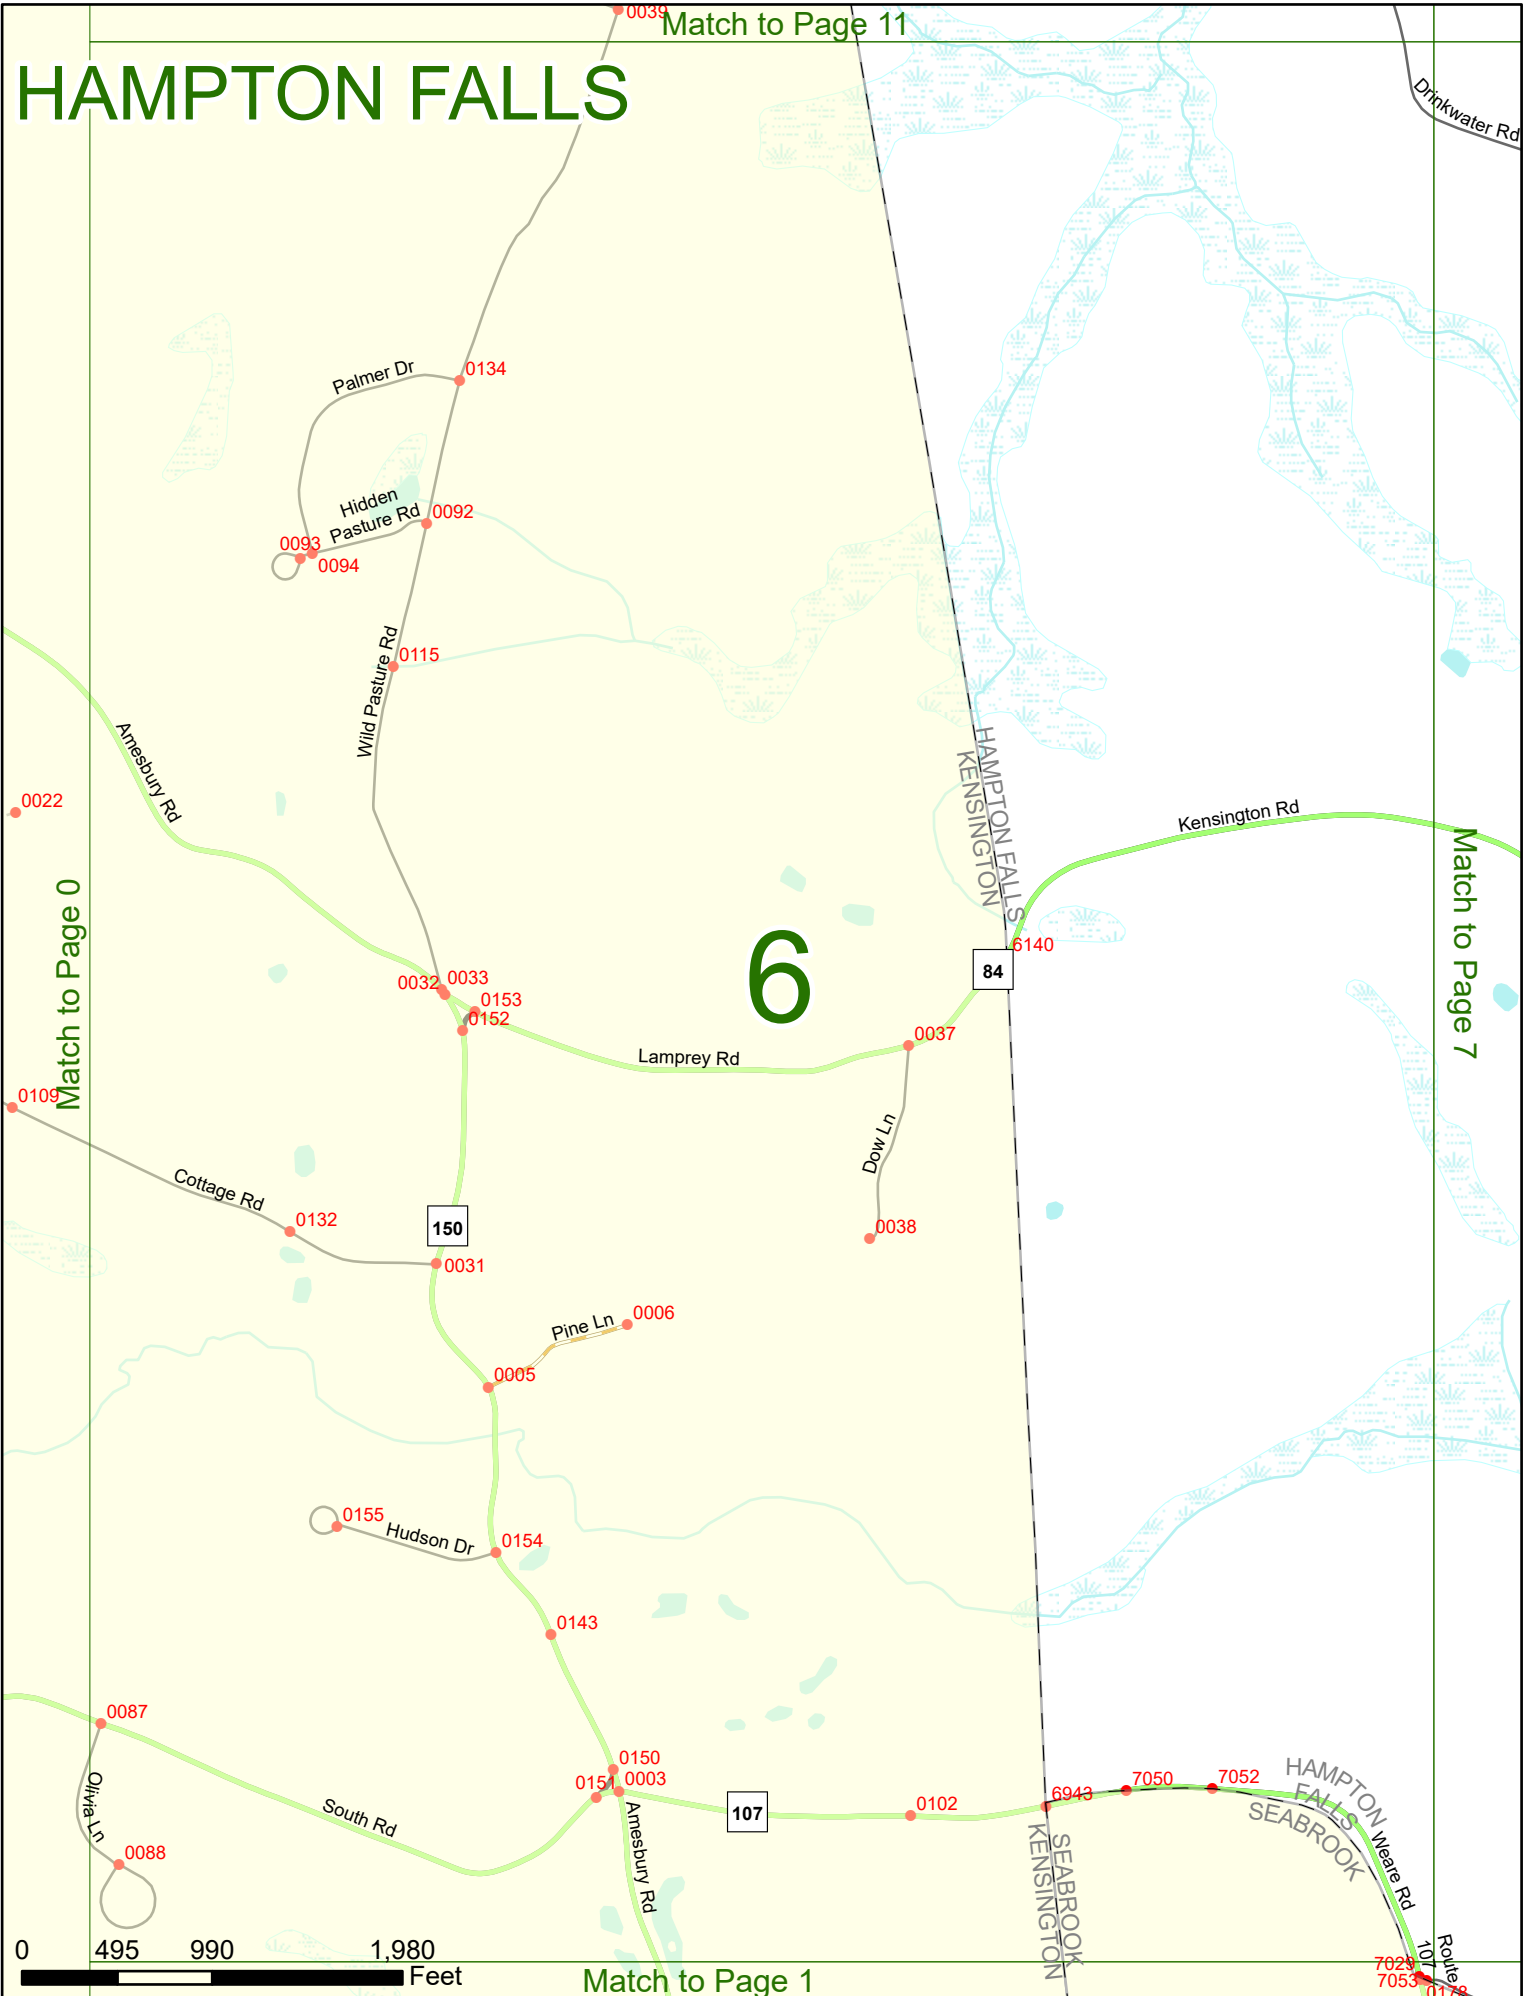 0039
Match to Page 11
HAMPTON FALLS
Drinkwater Rd
Palmer Dr
0134
Hidden
Pasture Rd
0092
0093
0094
Wild Pasture Rd
0115
Amesbury Rd
0022
HAMPTON FALLS
KENSINGTON
Kensington Rd
Match to Page 0
Match to Page 7
6
6140
84
0032
0033
0153
0152
0037
Lamprey Rd
0109
Dow Ln
Cottage Rd
0132
150
0038
0031
Pine Ln
0006
0005
0155
Hudson Dr
0154
0143
0087
0150
0151
0003
7050
7052
6943
HAMPTON
FALLS
SEABROOK
Olivia Ln
South Rd
Amesbury Rd
107
0102
Weare Rd
0088
SEABROOK
KENSINGTON
0
495
990
1,980
Feet
Match to Page 1
Route
107
7029
7053
0178